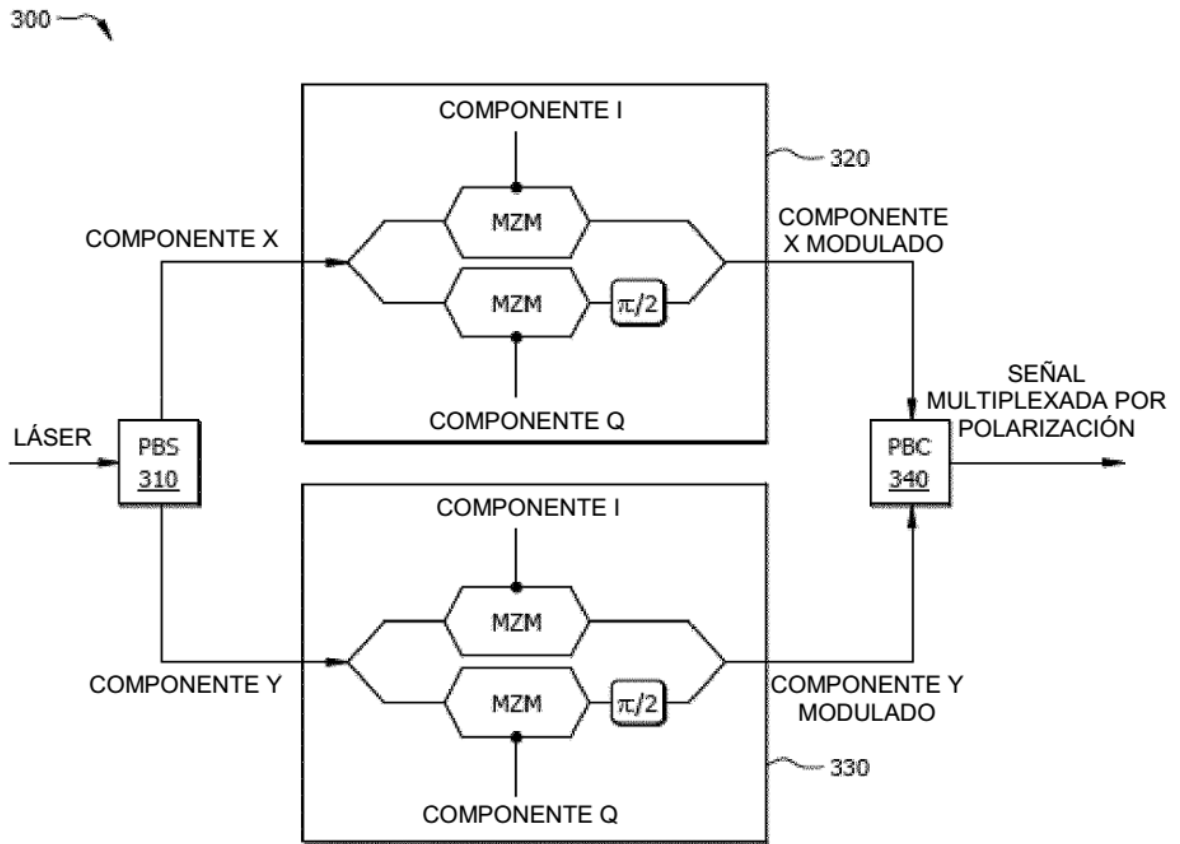 300
COMPONENTE I
320
MZM
COMPONENTE X
COMPONENTE
X MODULADO
MZM
π/2
COMPONENTE Q
LÁSER
PBS
310
SEÑAL
MULTIPLEXADA POR
POLARIZACIÓN
PBC
340
COMPONENTE I
MZM
COMPONENTE Y
MZM
π/2
COMPONENTE Y
MODULADO
COMPONENTE Q
330